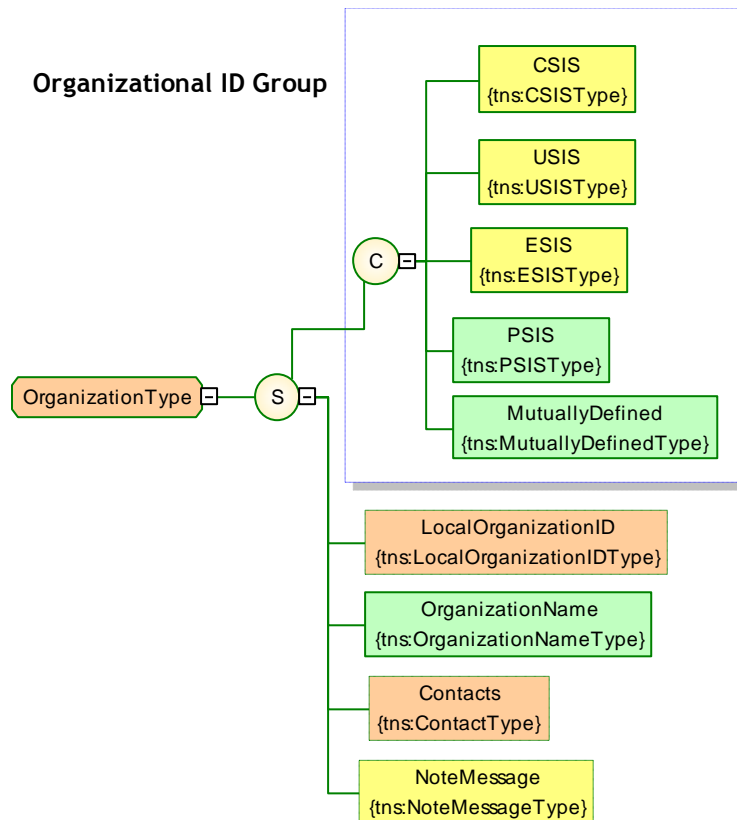 Organizational ID Group
CSIS
{tns:CSISType}
USIS
{tns:USISType}
ESIS
{tns:ESISType}
C
PSIS
{tns:PSISType}
OrganizationType
S
MutuallyDefined
{tns:MutuallyDefinedType}
LocalOrganizationID
{tns:LocalOrganizationIDType}
OrganizationName
{tns:OrganizationNameType}
Contacts
{tns:ContactType}
NoteMessage
{tns:NoteMessageType}